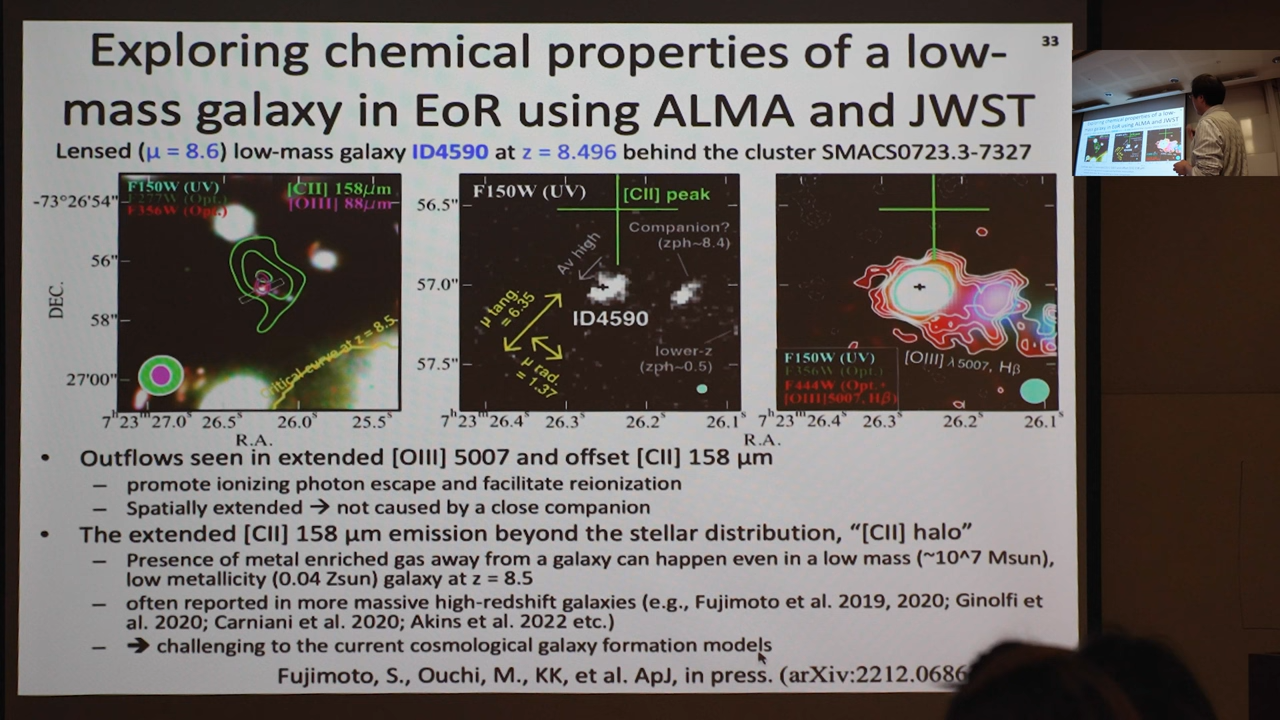 Exploring chemical properties of a low-
33
mass galaxy in EoR using ALMA and JWST
Lensed (μ = 8.6) low-mass galaxy ID4590 at z = 8.496 behind the cluster SMACS0723.3-7327
F150W (UV) [CII] 158μm
F277W (Opt.) [OIII] 88μm
F356W (Opt.)
-73°26'54"
56"
58"
27'00"
DEC.
critical curve at z = 8.5
7h23m27.0s 26.5s 26.0s 25.5s
R.A.
F150W (UV) [CII] peak
56.5"
57.0"
57.5"
Companion?
(zph~8.4)
Av high
μ tang.
= 6.35
ID4590
μ rad.
= 1.37
lower-z
(zph~0.5)
7h23m26.4s 26.3s 26.2s 26.1s
R.A.
F150W (UV)
F356W (Opt.)
F444W (Opt.+
[OIII]5007, Hβ)
[OIII] λ5007, Hβ
7h23m26.4s 26.3s 26.2s 26.1s
• Outflows seen in extended [OIII] 5007 and offset [CII] 158 μm
– promote ionizing photon escape and facilitate reionization
– Spatially extended → not caused by a close companion
• The extended [CII] 158 μm emission beyond the stellar distribution, “[CII] halo”
– Presence of metal enriched gas away from a galaxy can happen even in a low mass (~10^7 Msun),
low metallicity (0.04 Zsun) galaxy at z = 8.5
– often reported in more massive high-redshift galaxies (e.g., Fujimoto et al. 2019, 2020; Ginolfi et
al. 2020; Carniani et al. 2020; Akins et al. 2022 etc.)
– → challenging to the current cosmological galaxy formation models
Fujimoto, S., Ouchi, M., KK, et al. ApJ, in press. (arXiv:2212.0686